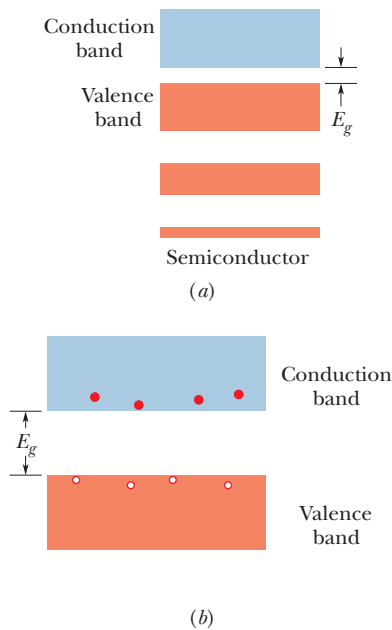 Conduction
band
Valence
band
E_g
Semiconductor
(a)
Conduction
band
E_g
Valence
band
(b)